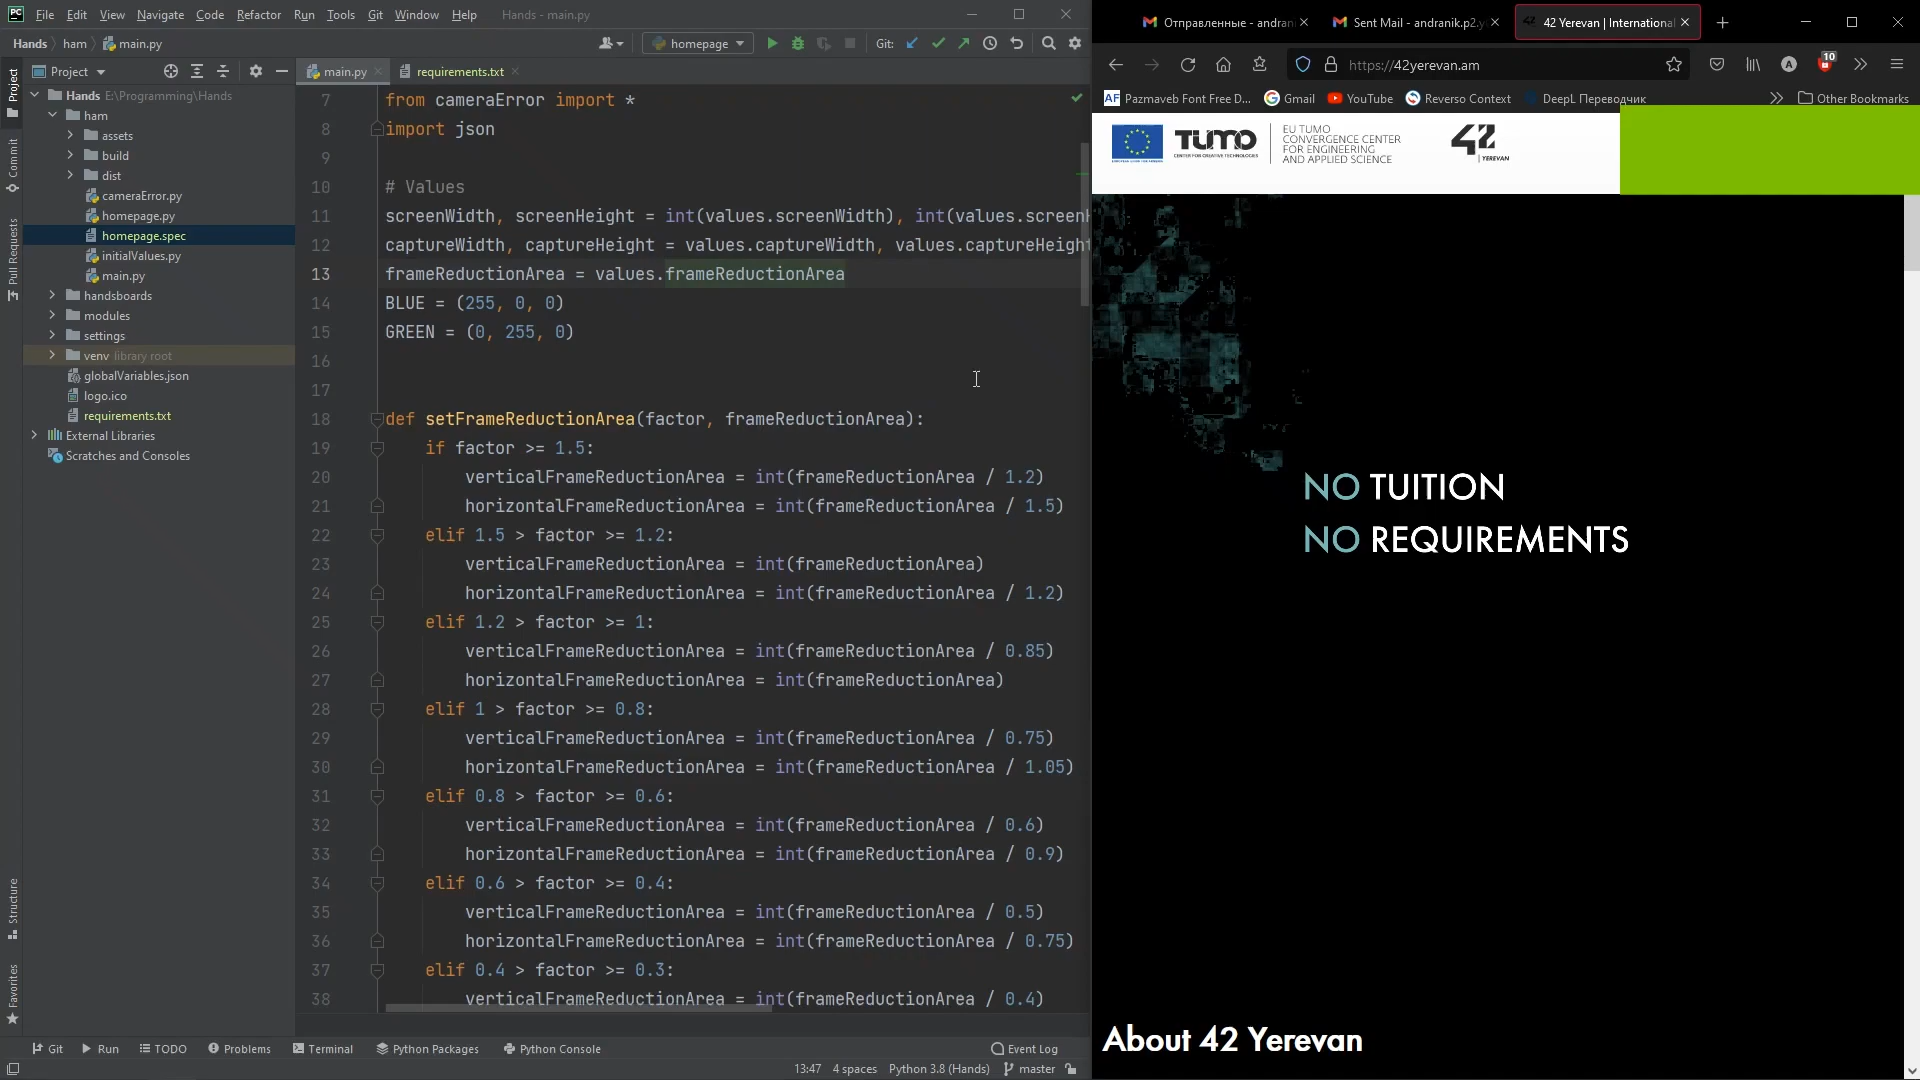 File Edit View Navigate Code Refactor Run Tools Git Window Help Hands - main.py
Hands ham main.py homepage Git:
Project main.py requirements.txt
Project
Commit
Pull Requests
Structure
Favorites
Hands E:\Programming\Hands
ham
assets
build
dist
cameraError.py
homepage.py
homepage.spec
initialValues.py
main.py
handsboards
modules
settings
venv library root
globalVariables.json
logo.ico
requirements.txt
External Libraries
Scratches and Consoles
7 from cameraError import *
8 import json
9
10 # Values
11 screenWidth, screenHeight = int(values.screenWidth), int(values.screenH
12 captureWidth, captureHeight = values.captureWidth, values.captureHeight
13 frameReductionArea = values.frameReductionArea
14 BLUE = (255, 0, 0)
15 GREEN = (0, 255, 0)
16
17
18 def setFrameReductionArea(factor, frameReductionArea):
19 if factor >= 1.5:
20 verticalFrameReductionArea = int(frameReductionArea / 1.2)
21 horizontalFrameReductionArea = int(frameReductionArea / 1.5)
22 elif 1.5 > factor >= 1.2:
23 verticalFrameReductionArea = int(frameReductionArea)
24 horizontalFrameReductionArea = int(frameReductionArea / 1.2)
25 elif 1.2 > factor >= 1:
26 verticalFrameReductionArea = int(frameReductionArea / 0.85)
27 horizontalFrameReductionArea = int(frameReductionArea)
28 elif 1 > factor >= 0.8:
29 verticalFrameReductionArea = int(frameReductionArea / 0.75)
30 horizontalFrameReductionArea = int(frameReductionArea / 1.05)
31 elif 0.8 > factor >= 0.6:
32 verticalFrameReductionArea = int(frameReductionArea / 0.6)
33 horizontalFrameReductionArea = int(frameReductionArea / 0.9)
34 elif 0.6 > factor >= 0.4:
35 verticalFrameReductionArea = int(frameReductionArea / 0.5)
36 horizontalFrameReductionArea = int(frameReductionArea / 0.75)
37 elif 0.4 > factor >= 0.3:
38 verticalFrameReductionArea = int(frameReductionArea / 0.4)
Git Run TODO Problems Terminal Python Packages Python Console Event Log
13:47 4 spaces Python 3.8 (Hands) master
Отправленные - andran Sent Mail - andranik.p2.y 42 Yerevan | International
https://42yerevan.am 10
Pazmaveb Font Free D... Gmail YouTube Reverso Context DeepL Переводчик Other Bookmarks
TUMO
CENTER FOR CREATIVE TECHNOLOGIES
EU TUMO
CONVERGENCE CENTER
FOR ENGINEERING
AND APPLIED SCIENCE
42
YEREVAN
NO TUITION
NO REQUIREMENTS
About 42 Yerevan